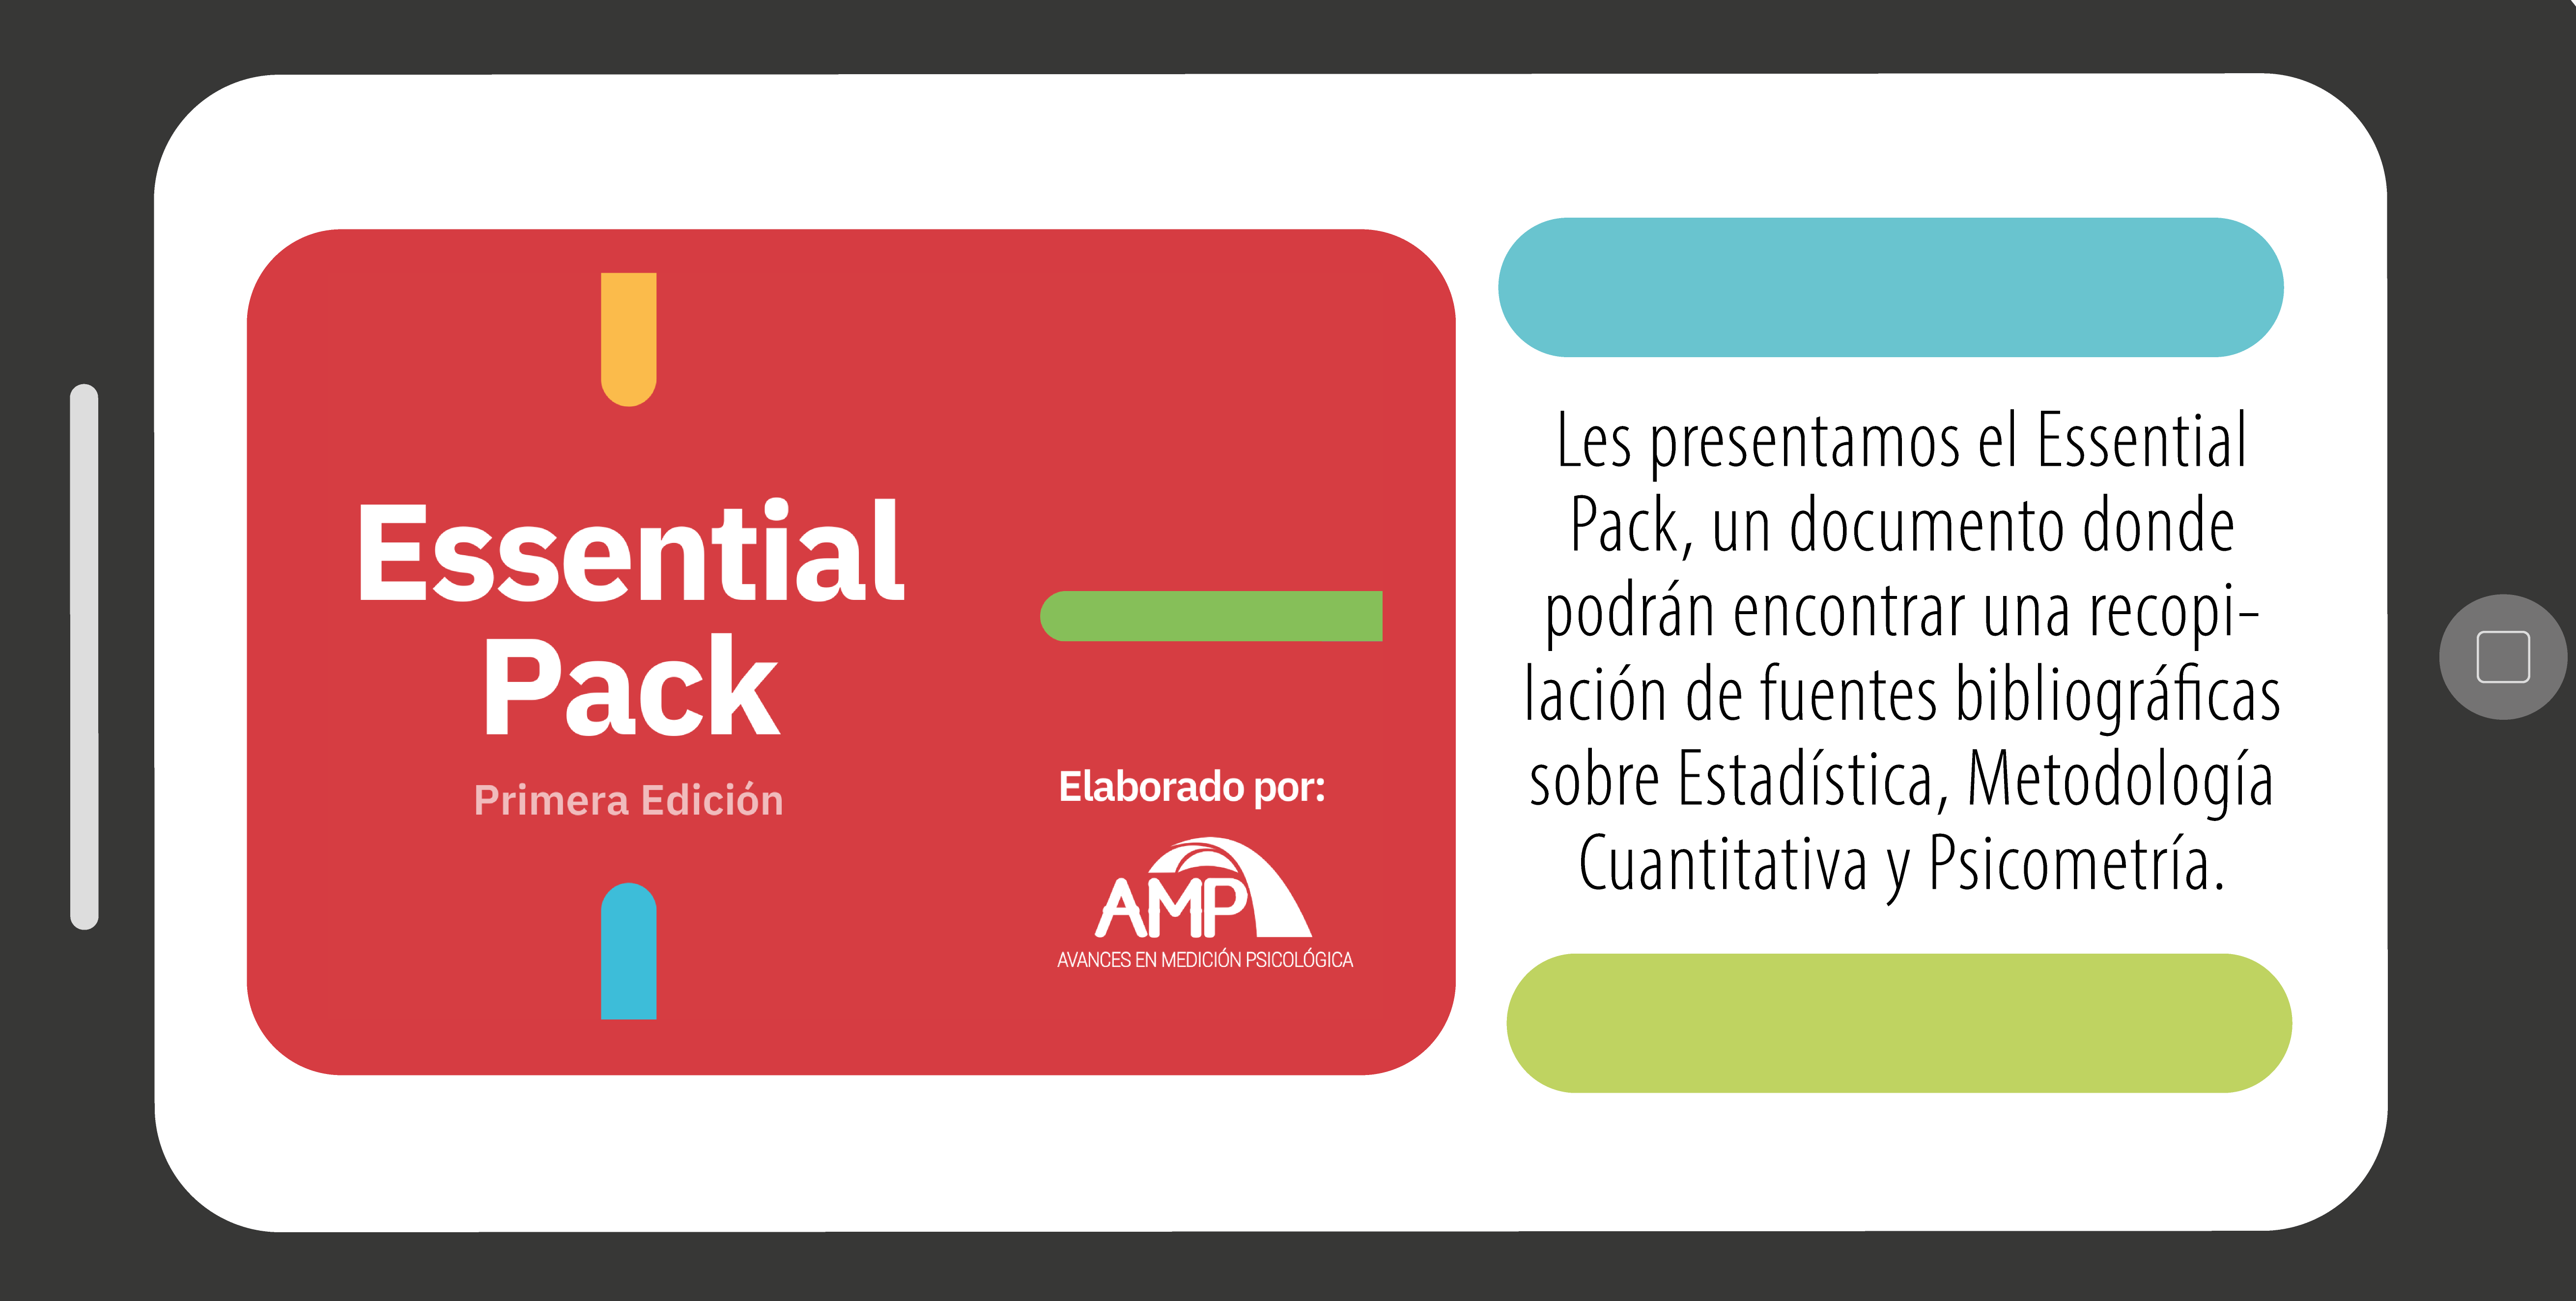 Essential
Pack
Primera Edición
Elaborado por:
AMP
AVANCES EN MEDICIÓN PSICOLÓGICA
Les presentamos el Essential
Pack, un documento donde
podrán encontrar una recopi-
lación de fuentes bibliográficas
sobre Estadística, Metodología
Cuantitativa y Psicometría.